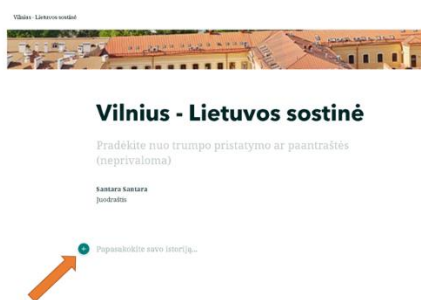 Vilnius - Lietuvos sostinė
Vilnius - Lietuvos sostinė
Pradėkite nuo trumpo pristatymo ar paantraštės
(neprivaloma)
Santara Santara
Juodraštis
Papasakokite savo istoriją...